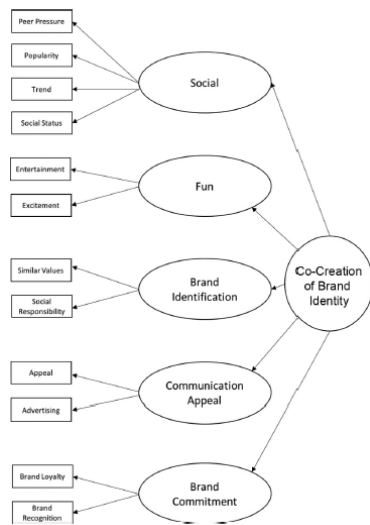 Peer Pressure
Popularity
Trend
Social Status
Social
Entertainment
Excitement
Fun
Similar Values
Social
Responsibility
Brand
Identification
Co-Creation
of Brand
Identity
Appeal
Advertising
Communication
Appeal
Brand Loyalty
Brand
Recognition
Brand
Commitment